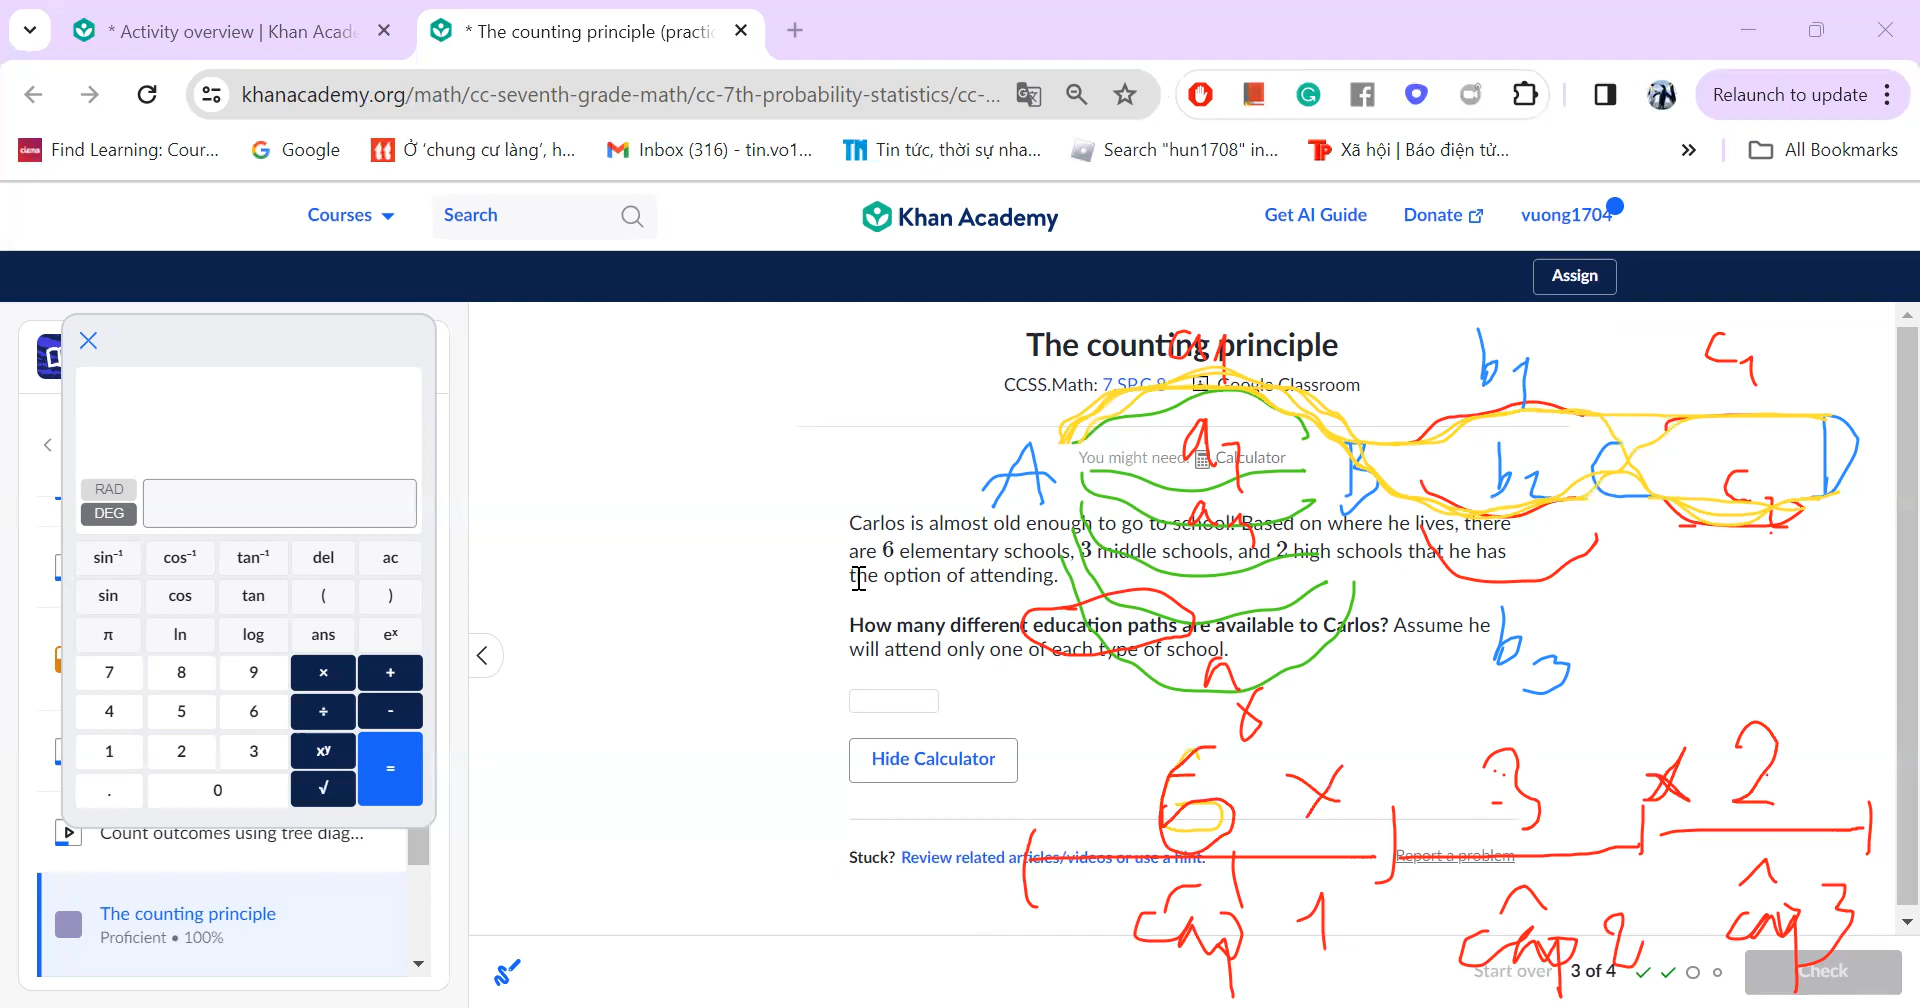 * Activity overview | Khan Acade
* The counting principle (practic
khanacademy.org/math/cc-seventh-grade-math/cc-7th-probability-statistics/cc-...
Relaunch to update
Find Learning: Cour...
Google
Ở 'chung cư làng', h...
Inbox (316) - tin.vo1...
Tin tức, thời sự nha...
Search "hun1708" in...
Xã hội | Báo điện tử...
All Bookmarks
Courses
Search
Khan Academy
Get AI Guide
Donate
vuong1704
Assign
The counting principle
CCSS.Math: 7.SP.C.8
Google Classroom
b1
c1
A
B
b2
C
c2
D
You might need: Calculator
Carlos is almost old enough to go to school! Based on where he lives, there
are 6 elementary schools, 3 middle schools, and 2 high schools that he has
the option of attending.
How many different education paths are available to Carlos? Assume he
will attend only one of each type of school.
b3
Hide Calculator
6 x 3 x 2
Stuck? Review related articles/videos or use a hint.
Report a problem
cấp 1
cấp 2
cấp 3
Start over
3 of 4
Check
RAD
DEG
sin⁻¹ cos⁻¹ tan⁻¹ del ac
sin cos tan ( )
π ln log ans eˣ
7 8 9 × +
4 5 6 ÷ -
1 2 3 xʸ =
. 0 √
Count outcomes using tree diag...
The counting principle
Proficient • 100%